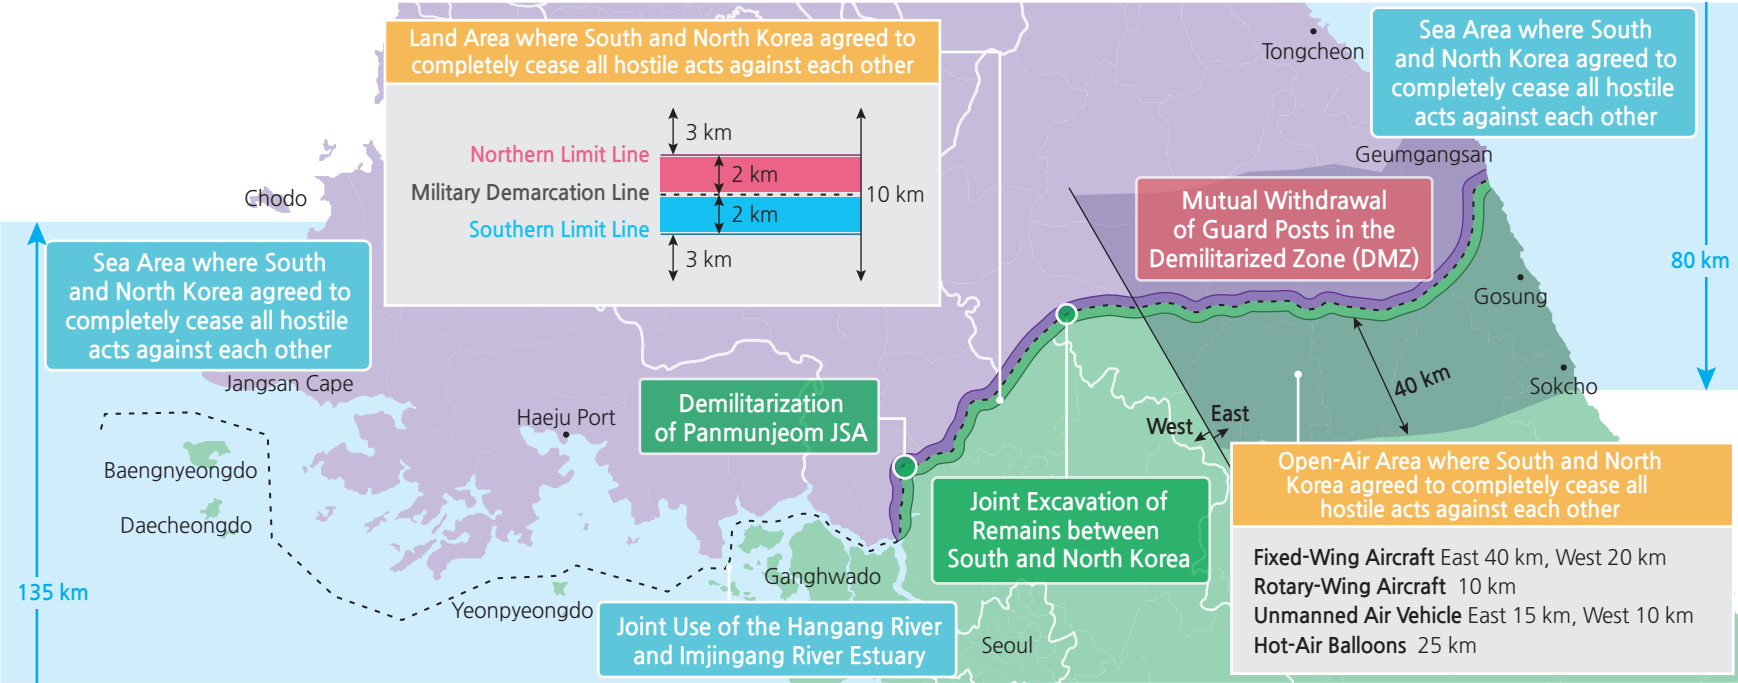 Land Area where South and North Korea agreed to
completely cease all hostile acts against each other
3 km
Northern Limit Line
2 km
Military Demarcation Line
10 km
2 km
Southern Limit Line
3 km
Tongcheon
Sea Area where South
and North Korea agreed to
completely cease all hostile
acts against each other
Geumgangsan
Chodo
Mutual Withdrawal
of Guard Posts in the
Demilitarized Zone (DMZ)
80 km
Sea Area where South
and North Korea agreed to
completely cease all hostile
acts against each other
Gosung
Jangsan Cape
40 km
Sokcho
Haeju Port
Demilitarization
of Panmunjeom JSA
West
East
Baengnyeongdo
Daecheongdo
Joint Excavation of
Remains between
South and North Korea
Open-Air Area where South and North
Korea agreed to completely cease all
hostile acts against each other
Fixed-Wing Aircraft East 40 km, West 20 km
Rotary-Wing Aircraft 10 km
Unmanned Air Vehicle East 15 km, West 10 km
Hot-Air Balloons 25 km
135 km
Ganghwado
Yeonpyeongdo
Joint Use of the Hangang River
and Imjingang River Estuary
Seoul